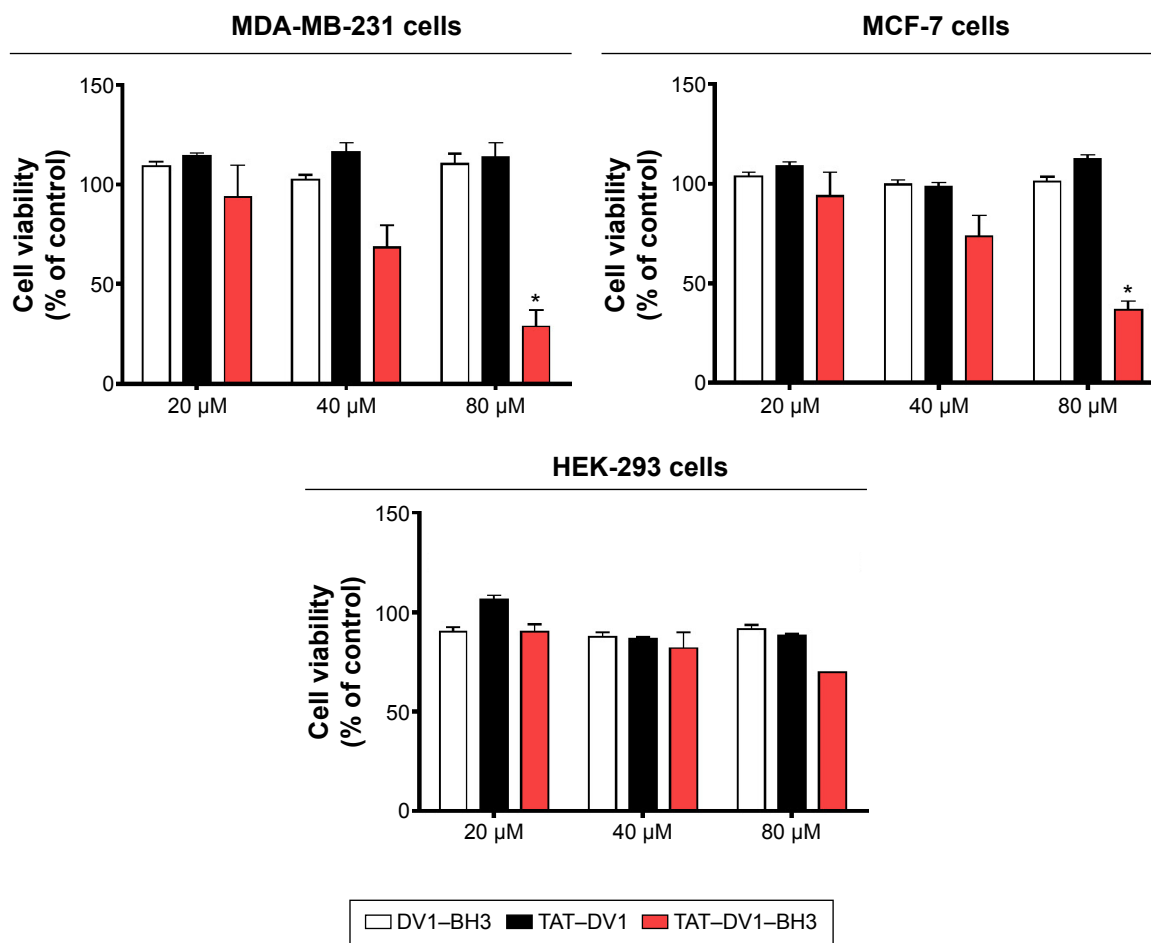 MDA-MB-231 cells
Cell viability
(% of control)
150
100
50
0
*
20 µM 40 µM 80 µM
MCF-7 cells
Cell viability
(% of control)
150
100
50
0
*
20 µM 40 µM 80 µM
HEK-293 cells
Cell viability
(% of control)
150
100
50
0
20 µM 40 µM 80 µM
DV1–BH3 TAT–DV1 TAT–DV1–BH3